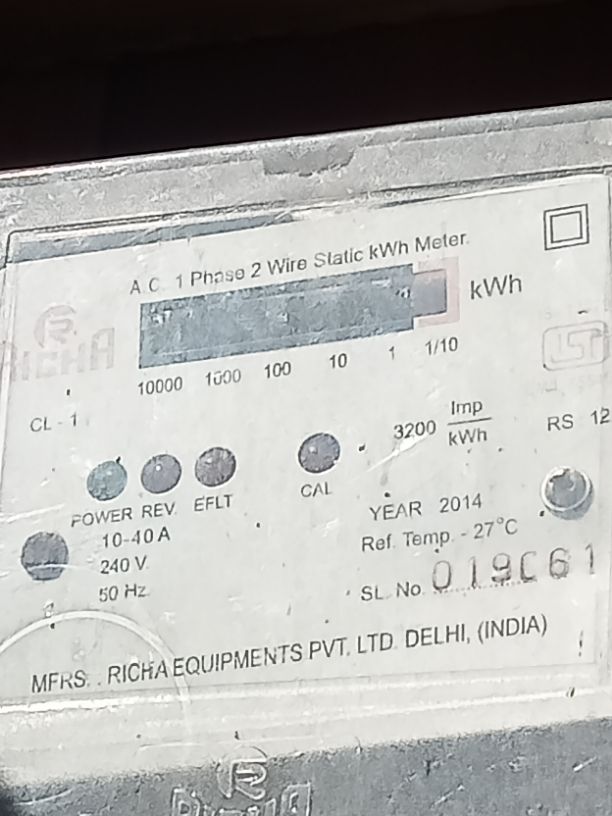 A.C. 1 Phase 2 Wire Static kWh Meter.
kWh
RICHA
10000 1000 100 10 1 1/10
CL - 1
3200 Imp/kWh
RS 12
POWER REV. EFLT
CAL
10-40 A
240 V.
50 Hz.
YEAR 2014
Ref. Temp. - 27°C
SL. No. 019061
MFRS. : RICHA EQUIPMENTS PVT. LTD. DELHI, (INDIA)